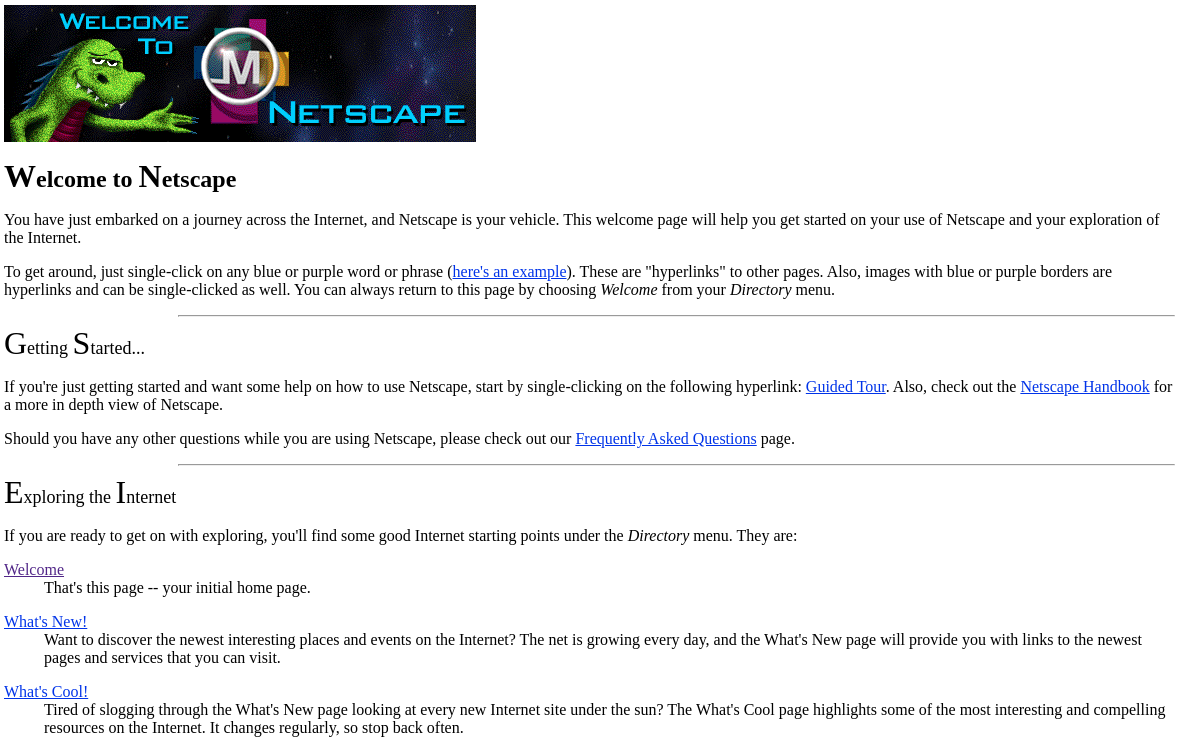 WELCOME
TO
M
NETSCAPE
Welcome to Netscape
You have just embarked on a journey across the Internet, and Netscape is your vehicle. This welcome page will help you get started on your use of Netscape and your exploration of
the Internet.
To get around, just single-click on any blue or purple word or phrase (here's an example). These are "hyperlinks" to other pages. Also, images with blue or purple borders are
hyperlinks and can be single-clicked as well. You can always return to this page by choosing Welcome from your Directory menu.
Getting Started...
If you're just getting started and want some help on how to use Netscape, start by single-clicking on the following hyperlink: Guided Tour. Also, check out the Netscape Handbook for
a more in depth view of Netscape.
Should you have any other questions while you are using Netscape, please check out our Frequently Asked Questions page.
Exploring the Internet
If you are ready to get on with exploring, you'll find some good Internet starting points under the Directory menu. They are:
Welcome
That's this page -- your initial home page.
What's New!
Want to discover the newest interesting places and events on the Internet? The net is growing every day, and the What's New page will provide you with links to the newest
pages and services that you can visit.
What's Cool!
Tired of slogging through the What's New page looking at every new Internet site under the sun? The What's Cool page highlights some of the most interesting and compelling
resources on the Internet. It changes regularly, so stop back often.